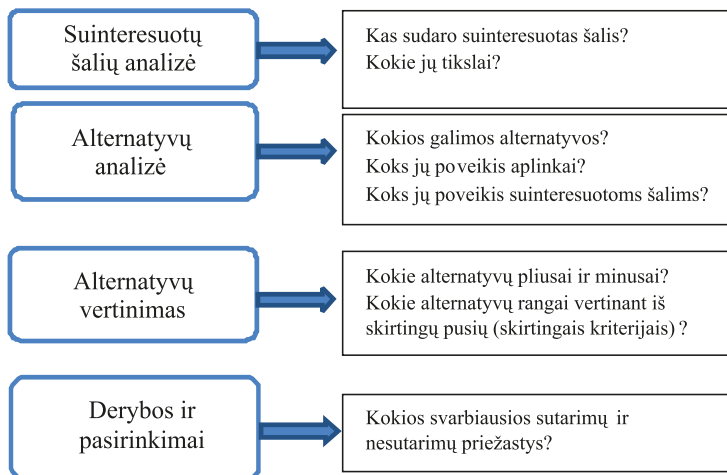 Suinteresuotų
šalių analizė
Kas sudaro suinteresuotas šalis?
Kokie jų tikslai?
Alternatyvų
analizė
Kokios galimos alternatyvos?
Koks jų poveikis aplinkai?
Koks jų poveikis suinteresuotoms šalims?
Alternatyvų
vertinimas
Kokie alternatyvų pliusai ir minusai?
Kokie alternatyvų rangai vertinant iš
skirtingų pusių (skirtingais kriterijais) ?
Derybos ir
pasirinkimai
Kokios svarbiausios sutarimų ir
nesutarimų priežastys?